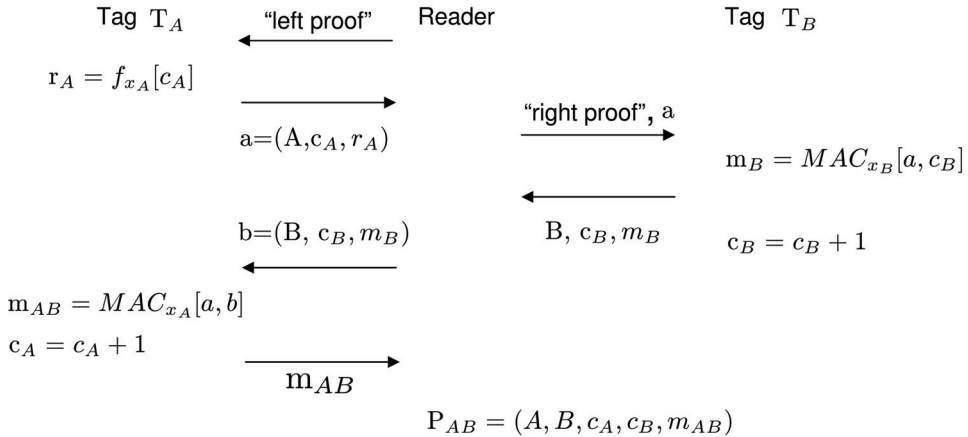 Tag T_A “left proof” Reader Tag T_B
r_A = f_{x_A}[c_A]
“right proof”, a
a=(A,c_A, r_A)
m_B = MAC_{x_B}[a, c_B]
b=(B, c_B, m_B) B, c_B, m_B
c_B = c_B + 1
m_{AB} = MAC_{x_A}[a, b]
c_A = c_A + 1
m_{AB}
P_{AB} = (A, B, c_A, c_B, m_{AB})